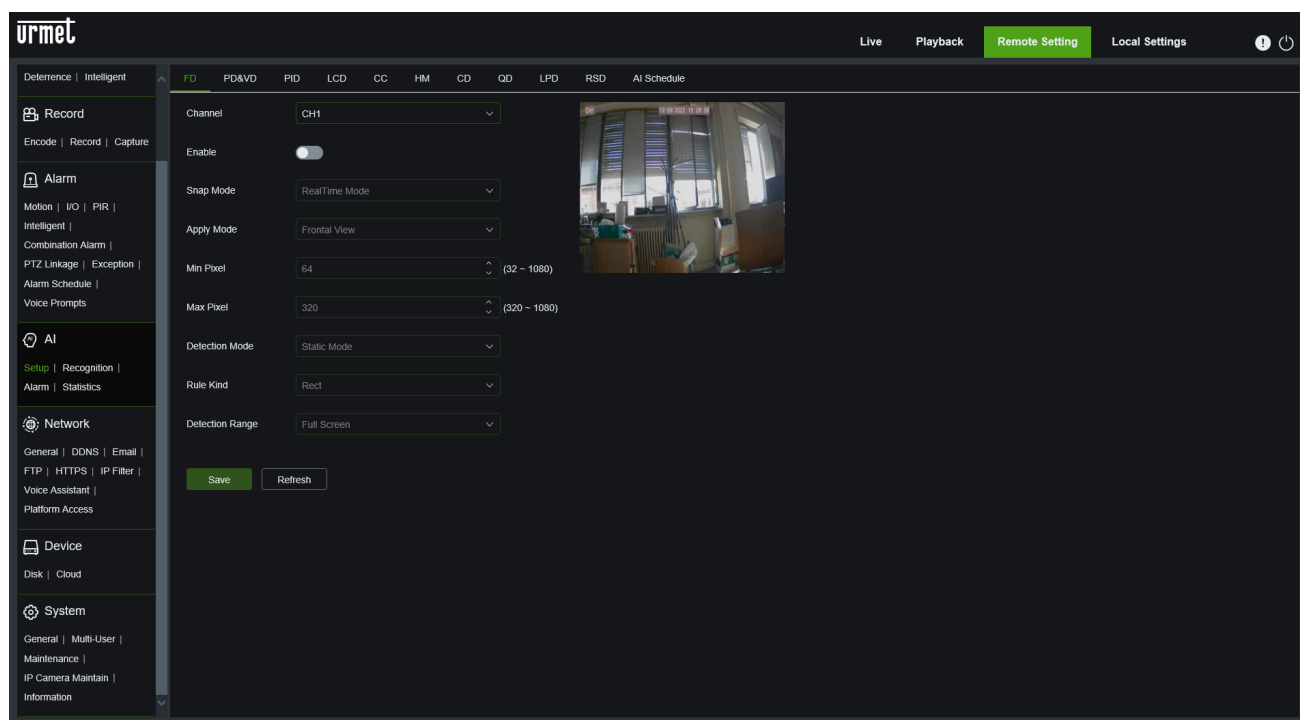 urmet
Live Playback Remote Setting Local Settings
Deterrence | Intelligent
Record
Encode | Record | Capture
Alarm
Motion | I/O | PIR |
Intelligent |
Combination Alarm |
PTZ Linkage | Exception |
Alarm Schedule |
Voice Prompts
AI
Setup | Recognition |
Alarm | Statistics
Network
General | DDNS | Email |
FTP | HTTPS | IP Filter |
Voice Assistant |
Platform Access
Device
Disk | Cloud
System
General | Multi-User |
Maintenance |
IP Camera Maintain |
Information
FD PD&VD PID LCD CC HM CD QD LPD RSD AI Schedule
Channel CH1
Enable
Snap Mode RealTime Mode
Apply Mode Frontal View
Min Pixel 64 (32 ~ 1080)
Max Pixel 320 (320 ~ 1080)
Detection Mode Static Mode
Rule Kind Rect
Detection Range Full Screen
Save Refresh